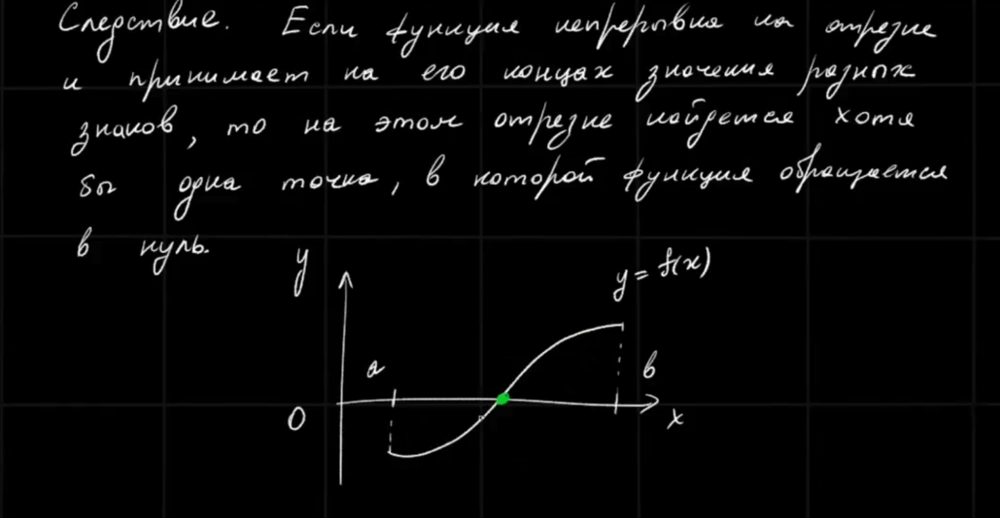 Следствие. Если функция непрерывна на отрезке
и принимает на его концах значения разных
знаков, то на этом отрезке найдется хотя
бы одна точка, в которой функция обращается
в нуль.
y
y = f(x)
a
b
0
x